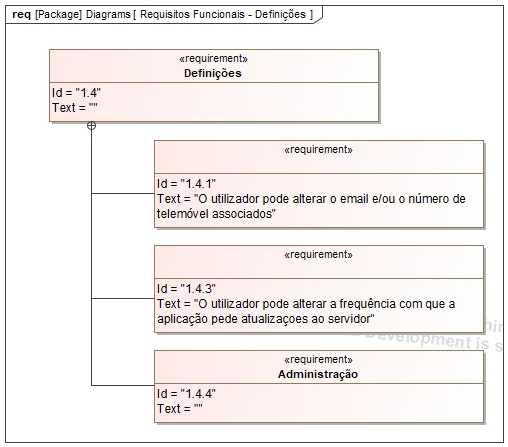 req [Package] Diagrams [ Requisitos Funcionais - Definições ]
«requirement»
Definições
Id = "1.4"
Text = ""
«requirement»
Id = "1.4.1"
Text = "O utilizador pode alterar o email e/ou o número de
telemóvel associados"
«requirement»
Id = "1.4.3"
Text = "O utilizador pode alterar a frequência com que a
aplicação pede atualizaçoes ao servidor"
Development is s
«requirement»
Administração
Id = "1.4.4"
Text = ""